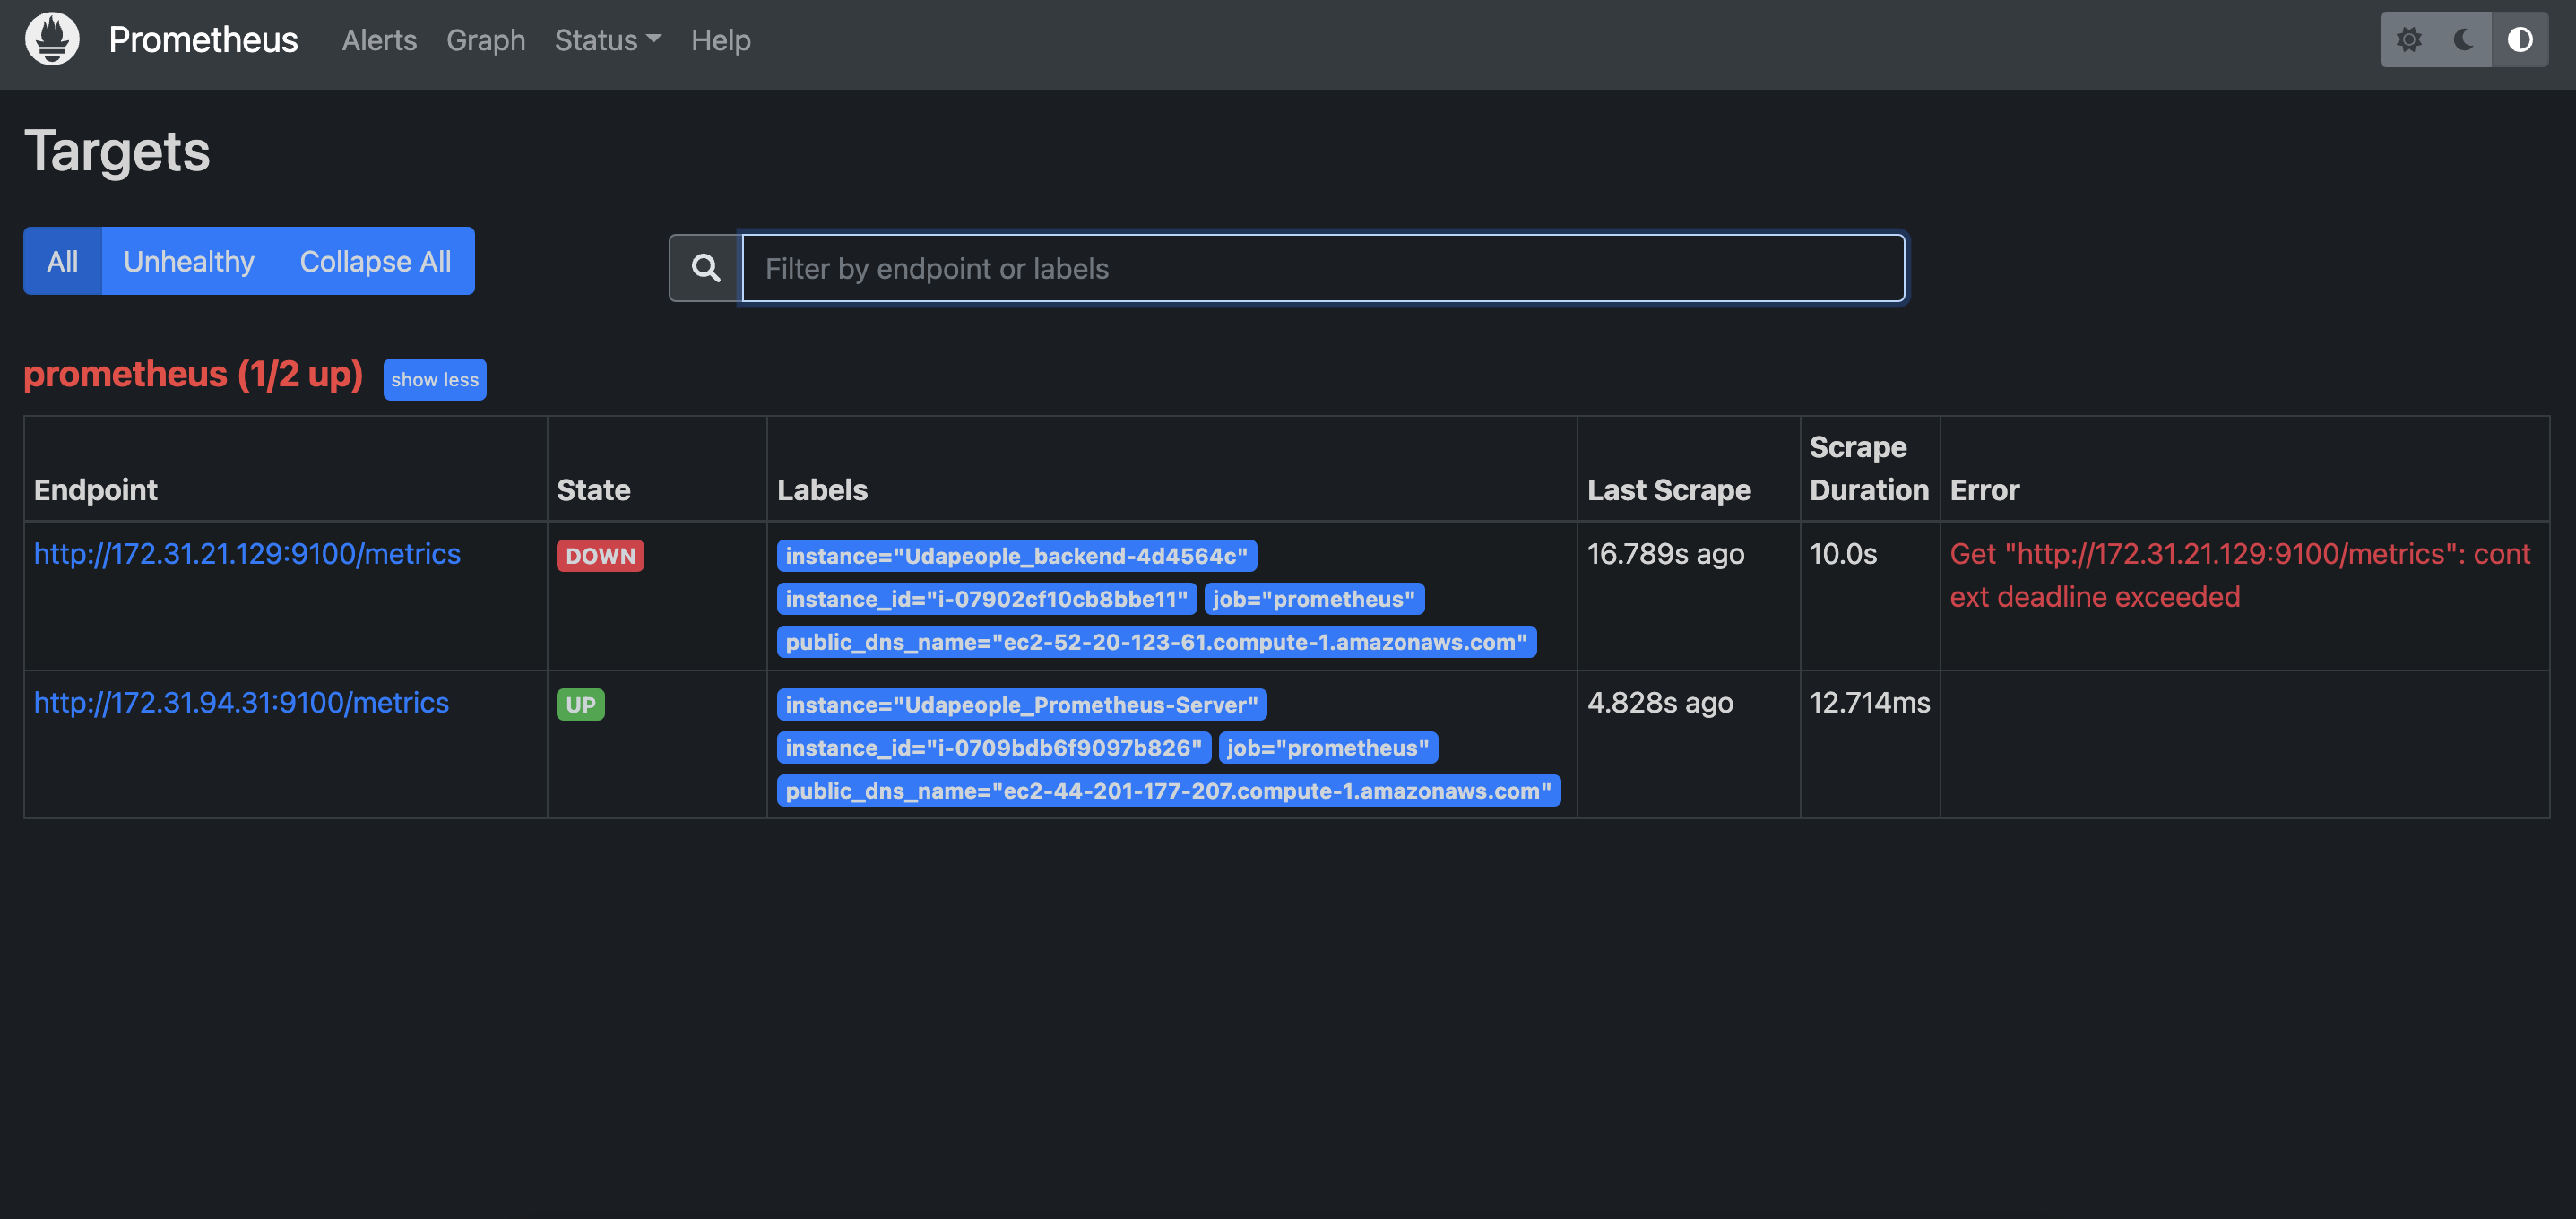 Prometheus Alerts Graph Status Help
Targets
All Unhealthy Collapse All
Filter by endpoint or labels
prometheus (1/2 up) show less
Endpoint State Labels Last Scrape Scrape Duration Error
http://172.31.21.129:9100/metrics DOWN
instance="Udapeople_backend-4d4564c"
instance_id="i-07902cf10cb8bbe11" job="prometheus"
public_dns_name="ec2-52-20-123-61.compute-1.amazonaws.com"
16.789s ago 10.0s
Get "http://172.31.21.129:9100/metrics": cont
ext deadline exceeded
http://172.31.94.31:9100/metrics UP
instance="Udapeople_Prometheus-Server"
instance_id="i-0709bdb6f9097b826" job="prometheus"
public_dns_name="ec2-44-201-177-207.compute-1.amazonaws.com"
4.828s ago 12.714ms